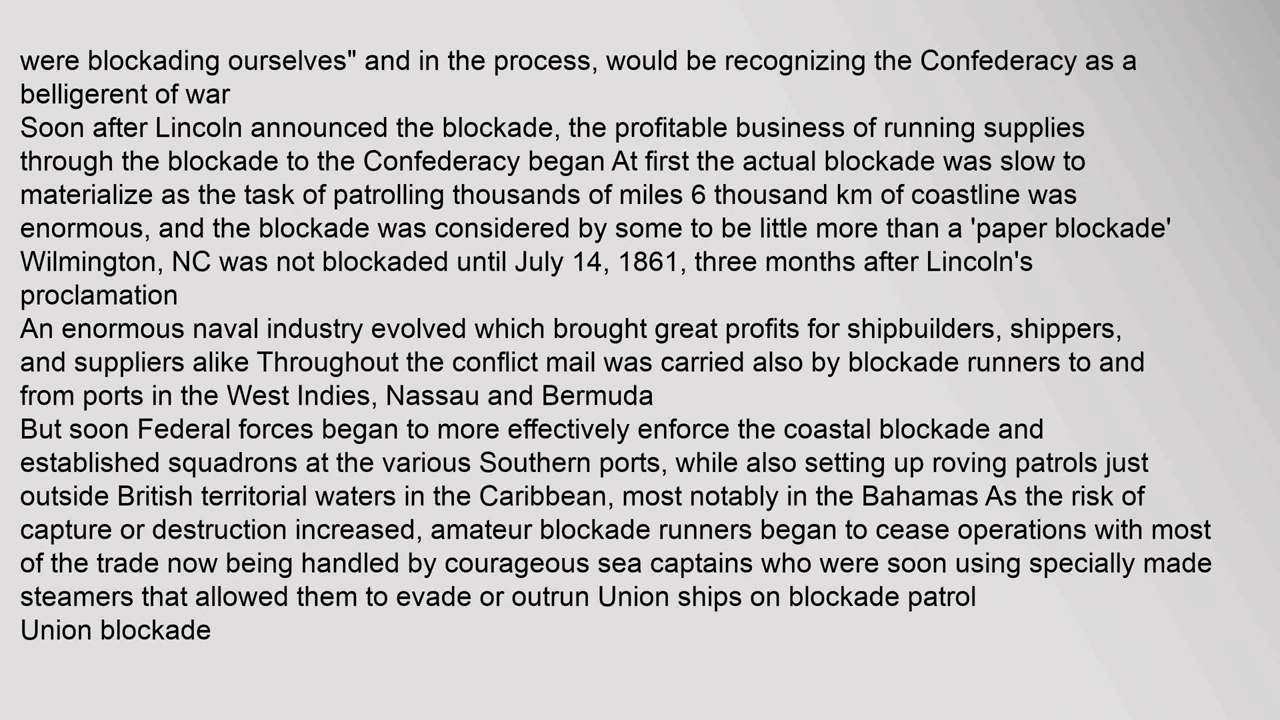 were blockading ourselves" and in the process, would be recognizing the Confederacy as a
belligerent of war
Soon after Lincoln announced the blockade, the profitable business of running supplies
through the blockade to the Confederacy began At first the actual blockade was slow to
materialize as the task of patrolling thousands of miles 6 thousand km of coastline was
enormous, and the blockade was considered by some to be little more than a 'paper blockade'
Wilmington, NC was not blockaded until July 14, 1861, three months after Lincoln's
proclamation
An enormous naval industry evolved which brought great profits for shipbuilders, shippers,
and suppliers alike Throughout the conflict mail was carried also by blockade runners to and
from ports in the West Indies, Nassau and Bermuda
But soon Federal forces began to more effectively enforce the coastal blockade and
established squadrons at the various Southern ports, while also setting up roving patrols just
outside British territorial waters in the Caribbean, most notably in the Bahamas As the risk of
capture or destruction increased, amateur blockade runners began to cease operations with most
of the trade now being handled by courageous sea captains who were soon using specially made
steamers that allowed them to evade or outrun Union ships on blockade patrol
Union blockade